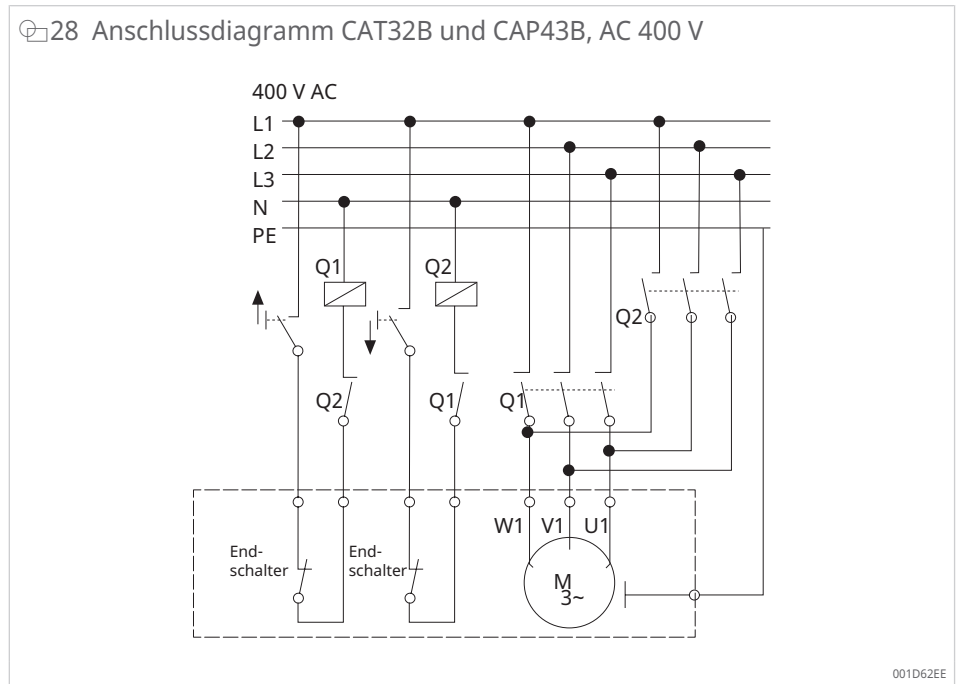 28 Anschlussdiagramm CAT32B und CAP43B, AC 400 V
400 V AC
L1
L2
L3
N
PE
Q1
Q2
Q2
Q2
Q1
Q1
W1
V1
U1
End-
schalter
End-
schalter
M
3~
001D62EE